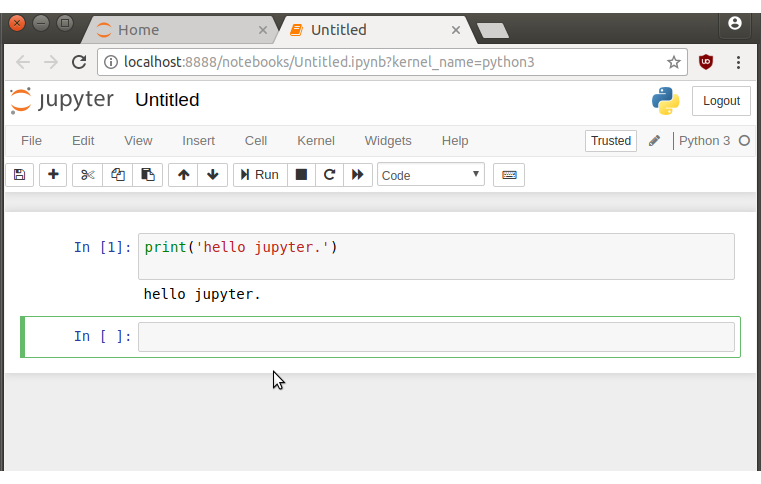 Home Untitled
localhost:8888/notebooks/Untitled.ipynb?kernel_name=python3
jupyter Untitled Logout
File Edit View Insert Cell Kernel Widgets Help Trusted Python 3
Run Code
In [1]: print('hello jupyter.')
hello jupyter.
In [ ]: